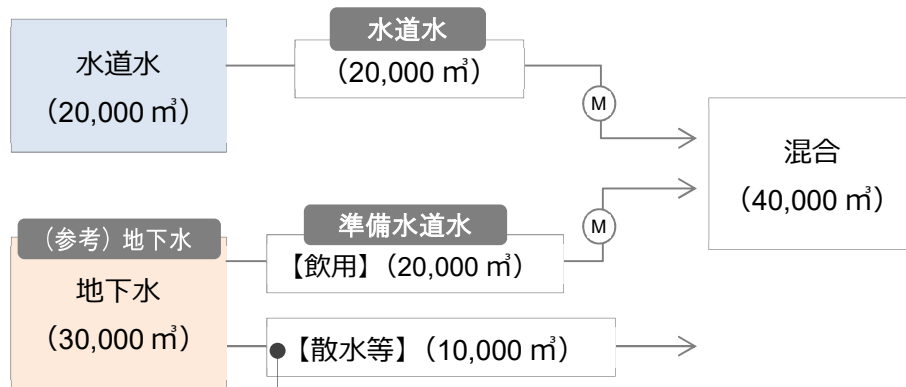 水道水
（20,000 ㎥）
水道水
（20,000 ㎥）
M
混合
（40,000 ㎥）
（参考）地下水
地下水
（30,000 ㎥）
準備水道水
【飲用】（20,000 ㎥）
M
【散水等】（10,000 ㎥）